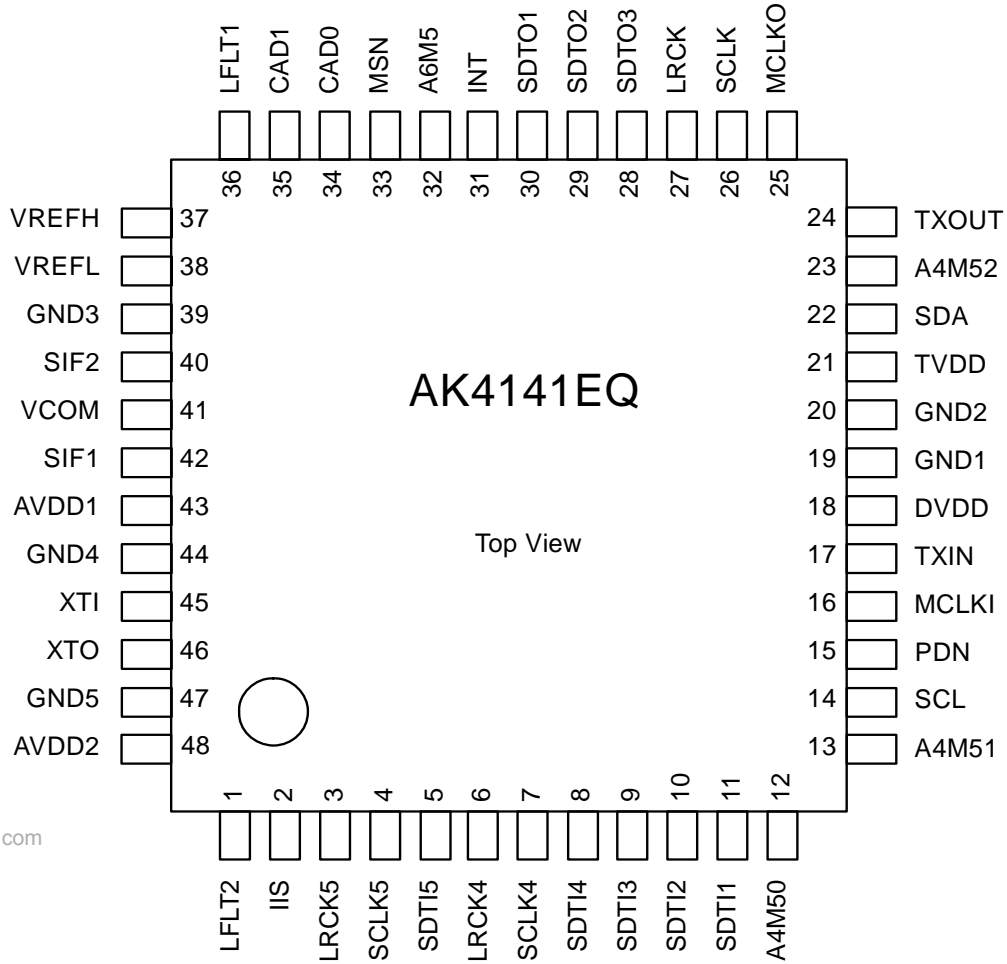 LFLT1 CAD1 CAD0 MSN A6M5 INT SDTO1 SDTO2 SDTO3 LRCK SCLK MCLKO
36 35 34 33 32 31 30 29 28 27 26 25
VREFH 37 24 TXOUT
VREFL 38 23 A4M52
GND3 39 22 SDA
SIF2 40 21 TVDD
VCOM 41 20 GND2
AK4141EQ
SIF1 42 19 GND1
AVDD1 43 18 DVDD
Top View
GND4 44 17 TXIN
XTI 45 16 MCLKI
XTO 46 15 PDN
GND5 47 14 SCL
AVDD2 48 13 A4M51
1 2 3 4 5 6 7 8 9 10 11 12
com
LFLT2 IIS LRCK5 SCLK5 SDTI5 LRCK4 SCLK4 SDTI4 SDTI3 SDTI2 SDTI1 A4M50